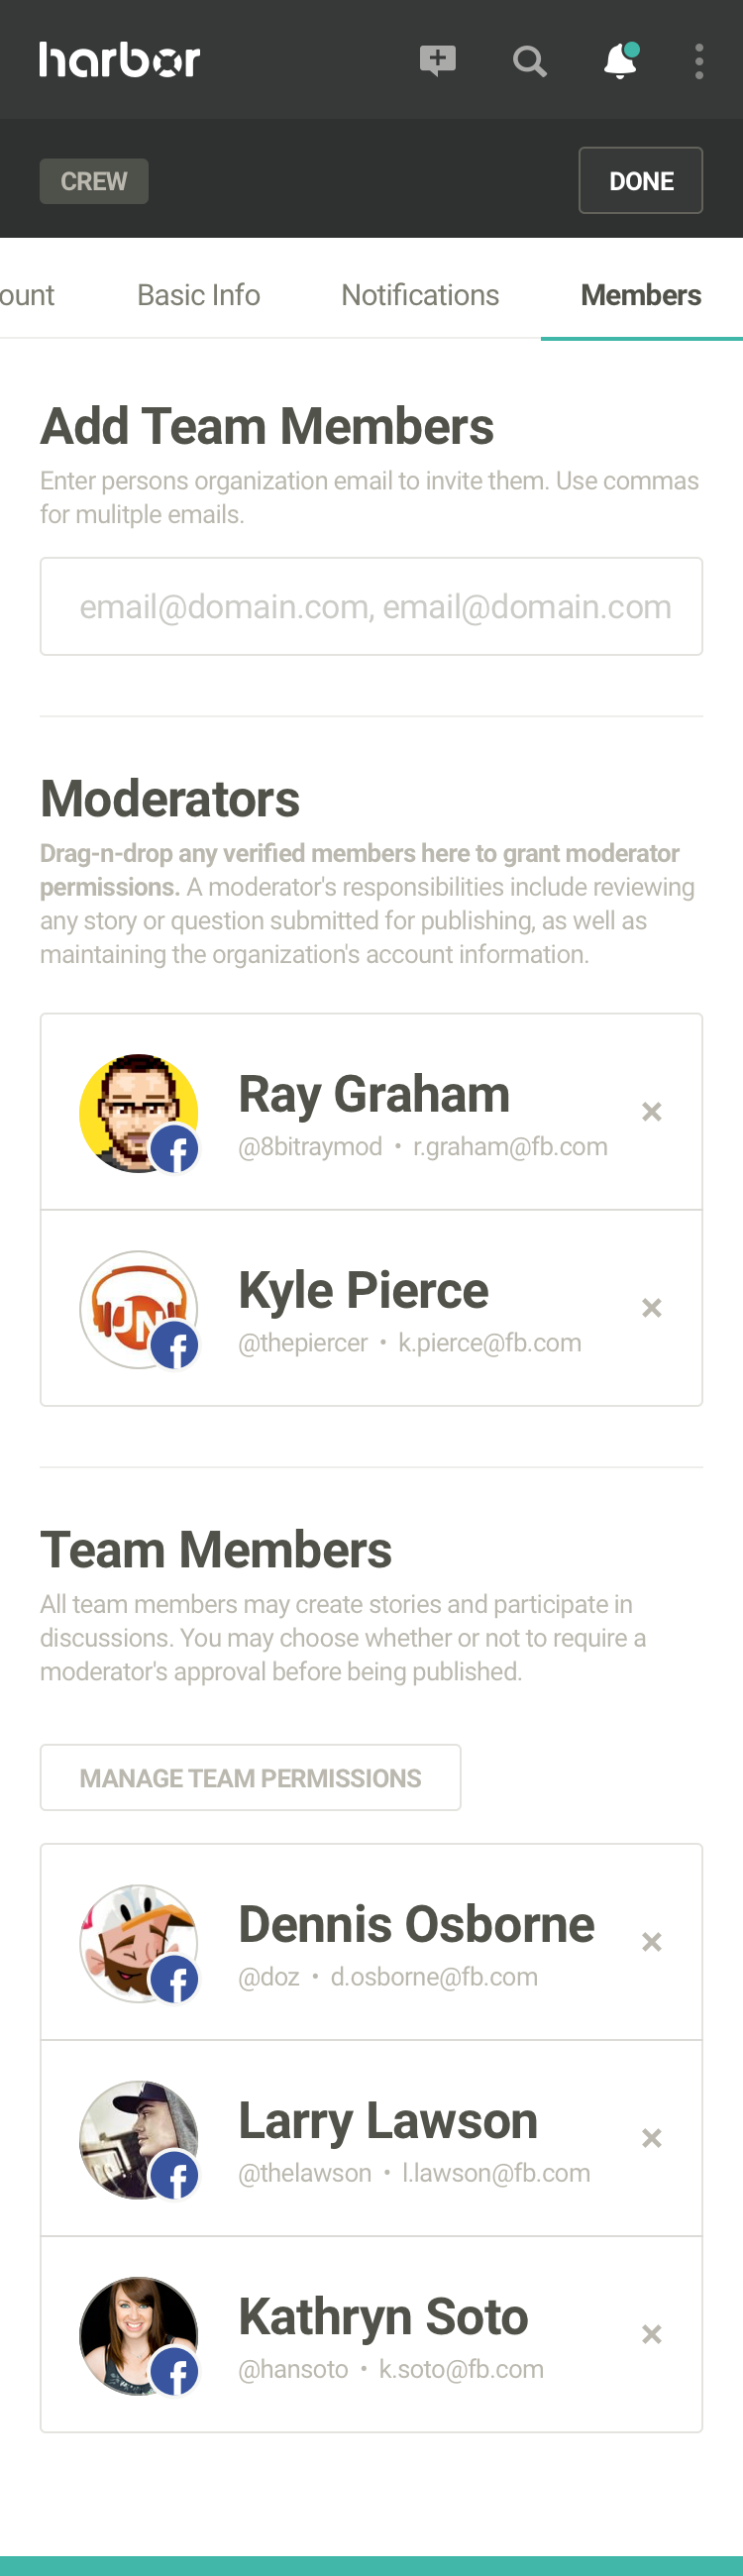 harbor
CREW
DONE
ount
Basic Info
Notifications
Members
Add Team Members
Enter persons organization email to invite them. Use commas
for mulitple emails.
email@domain.com, email@domain.com
Moderators
Drag-n-drop any verified members here to grant moderator
permissions. A moderator's responsibilities include reviewing
any story or question submitted for publishing, as well as
maintaining the organization's account information.
Ray Graham
@8bitraymod • r.graham@fb.com
Kyle Pierce
@thepiercer • k.pierce@fb.com
Team Members
All team members may create stories and participate in
discussions. You may choose whether or not to require a
moderator's approval before being published.
MANAGE TEAM PERMISSIONS
Dennis Osborne
@doz • d.osborne@fb.com
Larry Lawson
@thelawson • l.lawson@fb.com
Kathryn Soto
@hansoto • k.soto@fb.com